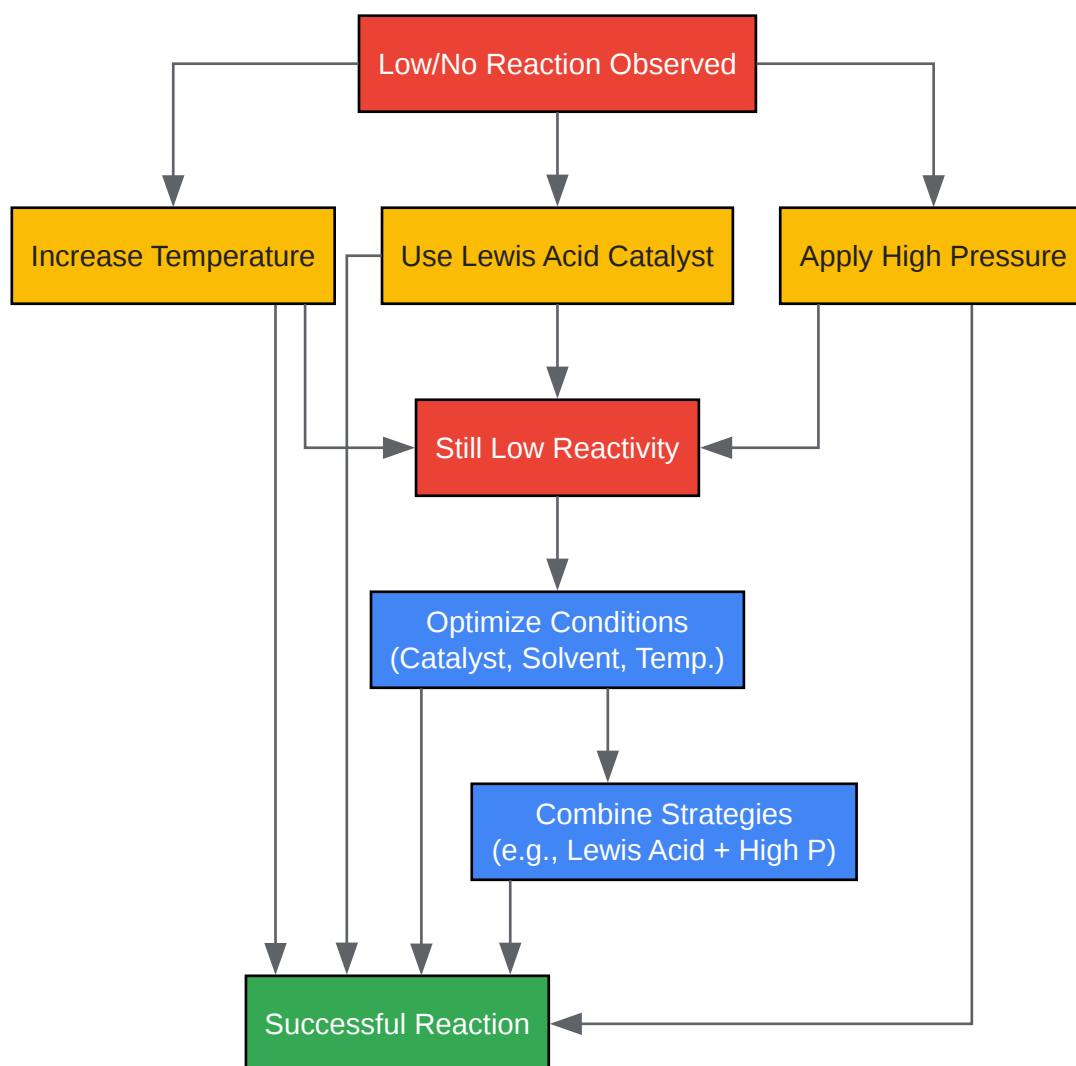 Low/No Reaction Observed
Increase Temperature
Use Lewis Acid Catalyst
Apply High Pressure
Still Low Reactivity
Optimize Conditions
(Catalyst, Solvent, Temp.)
Combine Strategies
(e.g., Lewis Acid + High P)
Successful Reaction